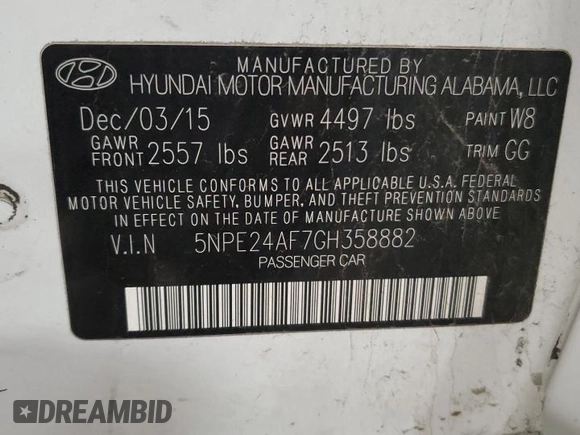 MANUFACTURED BY
HYUNDAI MOTOR MANUFACTURING ALABAMA, LLC
Dec/03/15 GVWR 4497 lbs PAINT W8
GAWR FRONT 2557 lbs GAWR REAR 2513 lbs TRIM GG
THIS VEHICLE CONFORMS TO ALL APPLICABLE U.S.A. FEDERAL
MOTOR VEHICLE SAFETY, BUMPER, AND THEFT PREVENTION STANDARDS
IN EFFECT ON THE DATE OF MANUFACTURE SHOWN ABOVE
V.I.N 5NPE24AF7GH358882
PASSENGER CAR
DREAMBID